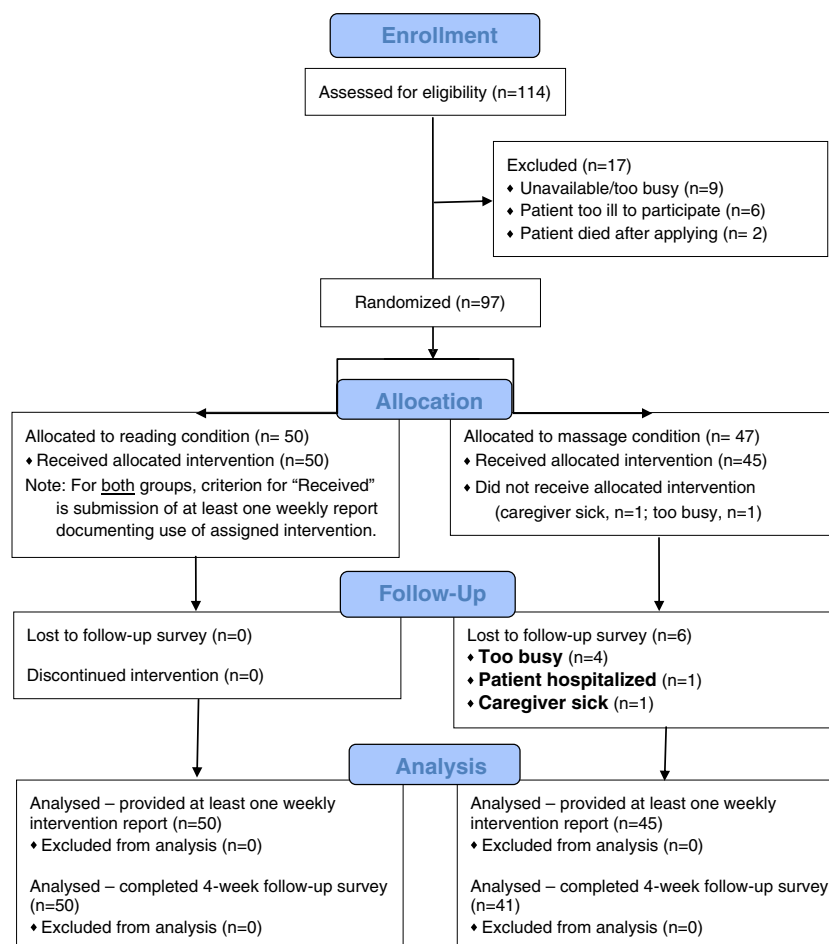 Enrollment
Assessed for eligibility (n=114)
Excluded (n=17)
♦ Unavailable/too busy (n=9)
♦ Patient too ill to participate (n=6)
♦ Patient died after applying (n= 2)
Randomized (n=97)
Allocation
Allocated to reading condition (n= 50)
♦ Received allocated intervention (n=50)
Note: For both groups, criterion for “Received”
is submission of at least one weekly report
documenting use of assigned intervention.
Allocated to massage condition (n= 47)
♦ Received allocated intervention (n=45)
♦ Did not receive allocated intervention
(caregiver sick, n=1; too busy, n=1)
Follow-Up
Lost to follow-up survey (n=0)
Discontinued intervention (n=0)
Lost to follow-up survey (n=6)
♦ Too busy (n=4)
♦ Patient hospitalized (n=1)
♦ Caregiver sick (n=1)
Analysis
Analysed – provided at least one weekly
intervention report (n=50)
♦ Excluded from analysis (n=0)
Analysed – completed 4-week follow-up survey
(n=50)
♦ Excluded from analysis (n=0)
Analysed – provided at least one weekly
intervention report (n=45)
♦ Excluded from analysis (n=0)
Analysed – completed 4-week follow-up survey
(n=41)
♦ Excluded from analysis (n=0)